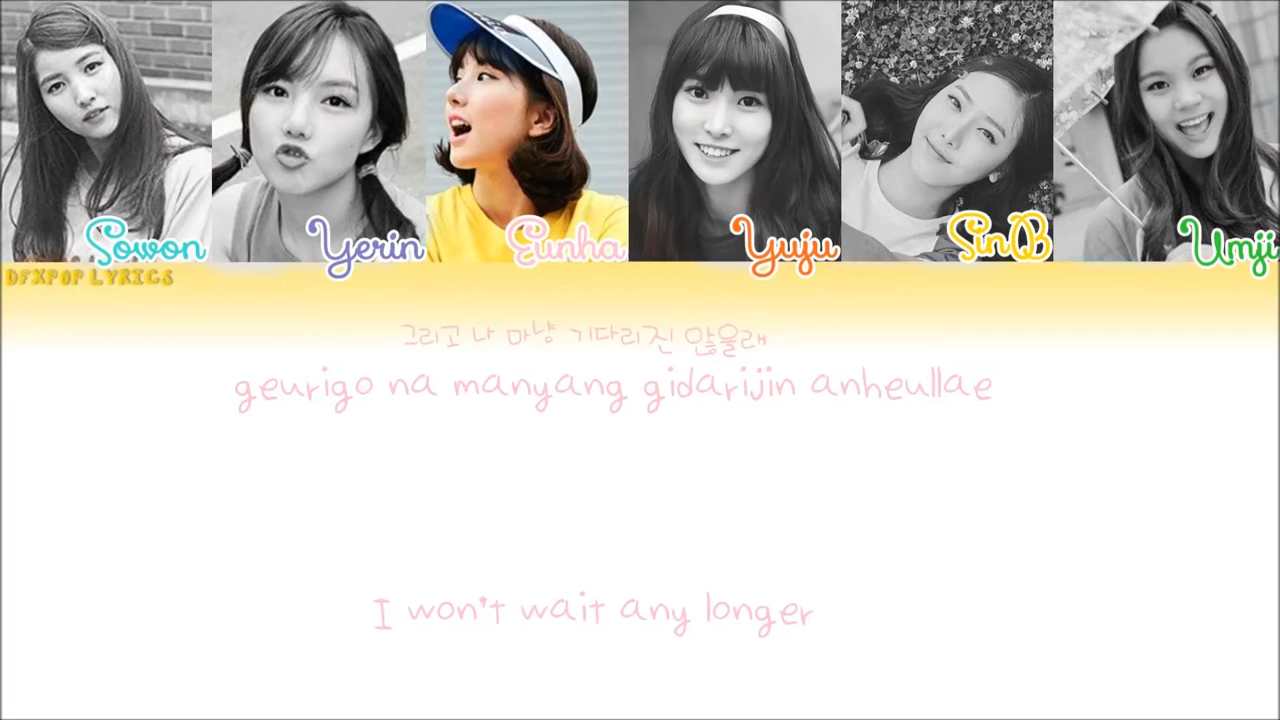 Sowon Yerin Eunha Yuju SinB Umji
DFXPOP LYRICS
그리고 나 마냥 기다리진 않을래
geurigo na manyang gidarijin anheullae
I won't wait any longer